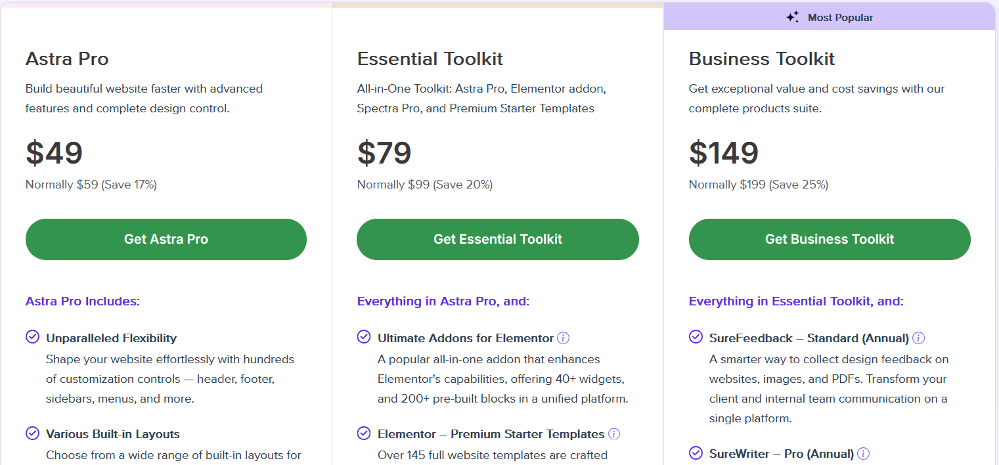 Most Popular
Astra Pro
Build beautiful website faster with advanced
features and complete design control.
$49
Normally $59 (Save 17%)
Get Astra Pro
Astra Pro Includes:
Unparalleled Flexibility
Shape your website effortlessly with hundreds
of customization controls — header, footer,
sidebars, menus, and more.
Various Built-in Layouts
Choose from a wide range of built-in layouts for
Essential Toolkit
All-in-One Toolkit: Astra Pro, Elementor addon,
Spectra Pro, and Premium Starter Templates
$79
Normally $99 (Save 20%)
Get Essential Toolkit
Everything in Astra Pro, and:
Ultimate Addons for Elementor
A popular all-in-one addon that enhances
Elementor’s capabilities, offering 40+ widgets,
and 200+ pre-built blocks in a unified platform.
Elementor – Premium Starter Templates
Over 145 full website templates are crafted
Business Toolkit
Get exceptional value and cost savings with our
complete products suite.
$149
Normally $199 (Save 25%)
Get Business Toolkit
Everything in Essential Toolkit, and:
SureFeedback – Standard (Annual)
A smarter way to collect design feedback on
websites, images, and PDFs. Transform your
client and internal team communication on a
single platform.
SureWriter – Pro (Annual)